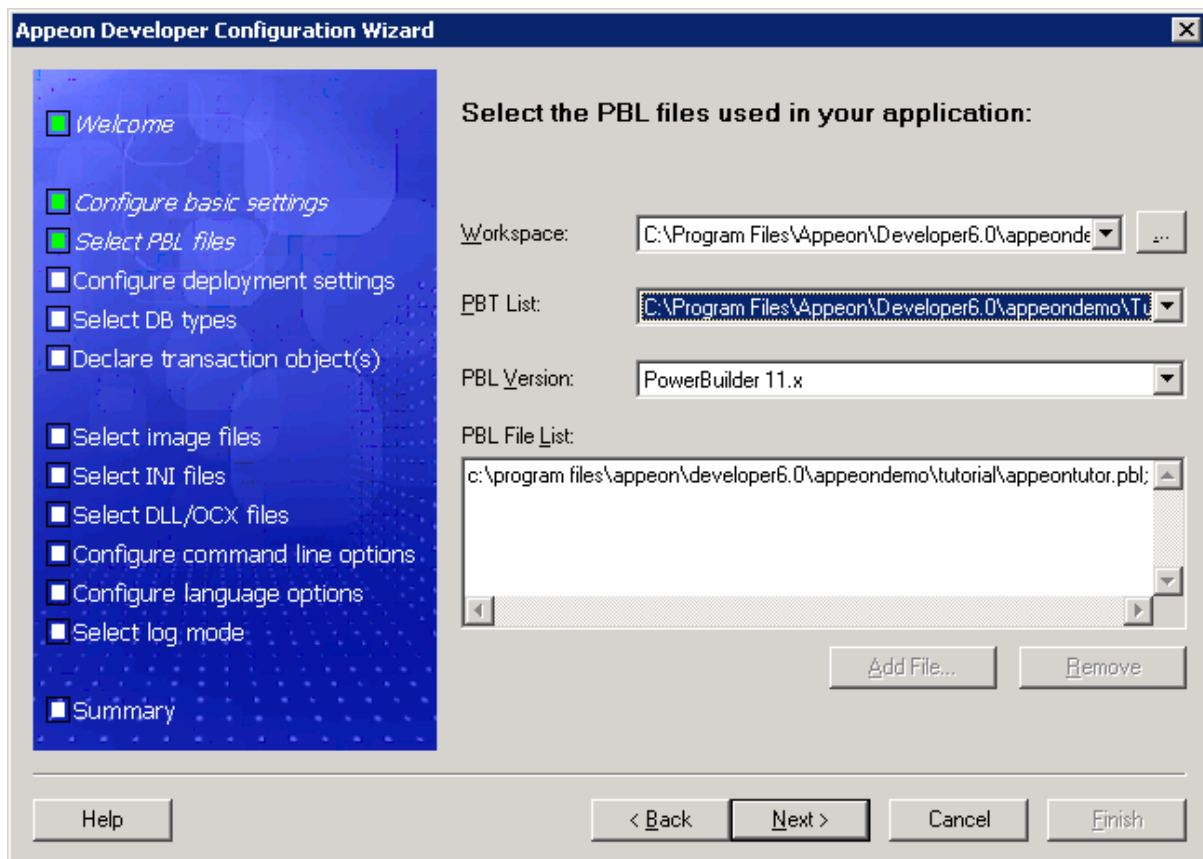 Appeon Developer Configuration Wizard
Welcome
Configure basic settings
Select PBL files
Configure deployment settings
Select DB types
Declare transaction object(s)
Select image files
Select INI files
Select DLL/OCX files
Configure command line options
Configure language options
Select log mode
Summary
Select the PBL files used in your application:
Workspace: C:\Program Files\Appeon\Developer6.0\appeonde ...
PBT List: C:\Program Files\Appeon\Developer6.0\appeondemo\Tu
PBL Version: PowerBuilder 11.x
PBL File List:
c:\program files\appeon\developer6.0\appeondemo\tutorial\appeontutor.pbl;
Add File... Remove
Help < Back Next > Cancel Finish